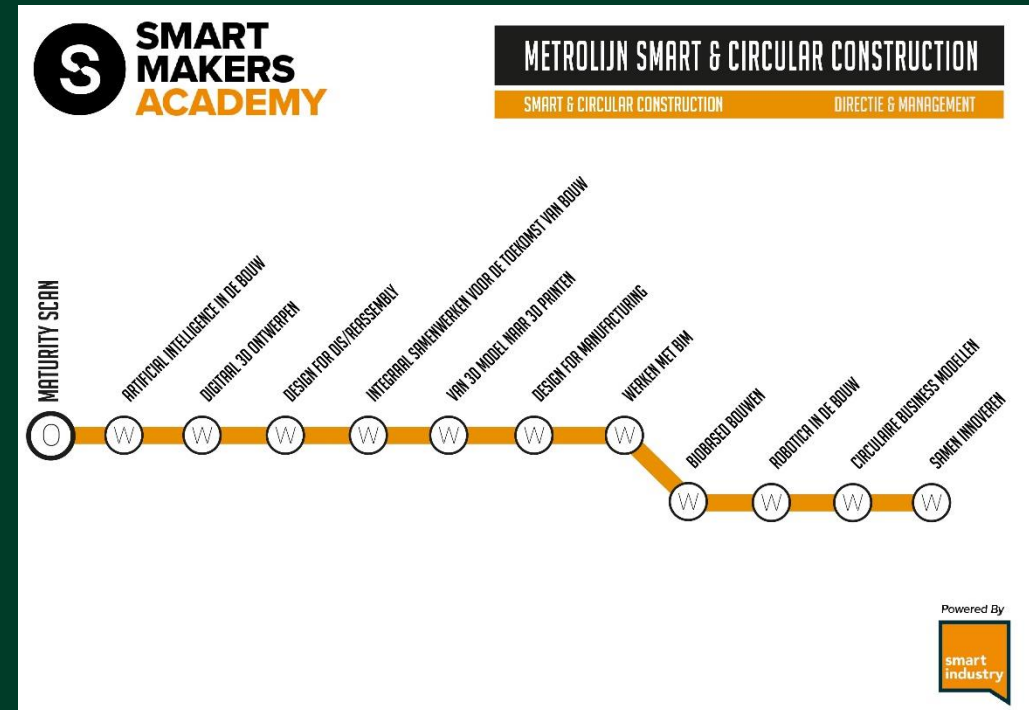 S
SMART
MAKERS
ACADEMY
METROLIJN SMART & CIRCULAR CONSTRUCTION
SMART & CIRCULAR CONSTRUCTION
DIRECTIE & MANAGEMENT
MATURITY SCAN
ARTIFICIAL INTELLIGENCE IN DE BOUW
DIGITAAL 3D ONTWERPEN
DESIGN FOR DIS/REASSEMBLY
INTEGRAAL SAMENWERKEN VOOR DE TOEKOMST VAN BOUW
VAN 3D MODEL NAAR 3D PRINTEN
DESIGN FOR MANUFACTURING
WERKEN MET BIM
BIOBASED BOUWEN
ROBOTICA IN DE BOUW
CIRCULAIRE BUSINESS MODELLEN
SAMEN INNOVEREN
O W W W W W W W
W W W W
Powered By
smart
industry